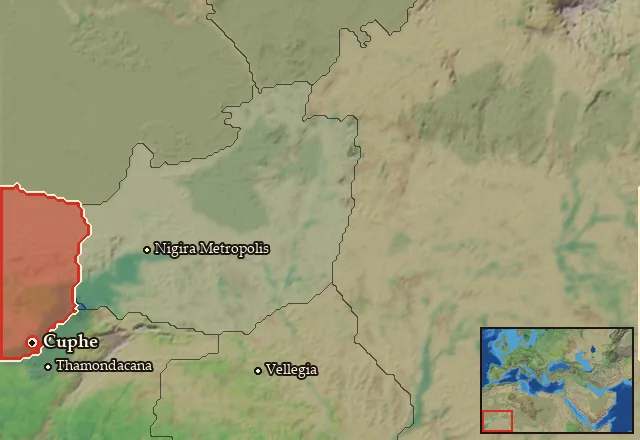 Nigira Metropolis
Cuphe
Thamondacana
Vellegia